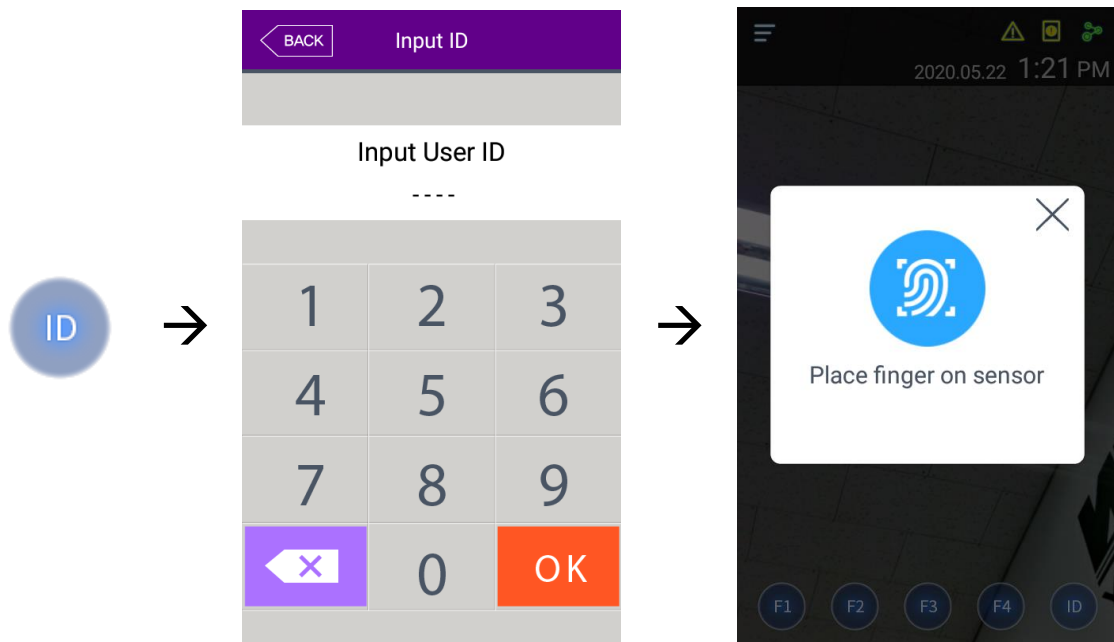 ID
BACK Input ID
Input User ID
----
1 2 3
4 5 6
7 8 9
0 OK
2020.05.22 1:21 PM
Place finger on sensor
F1 F2 F3 F4 ID